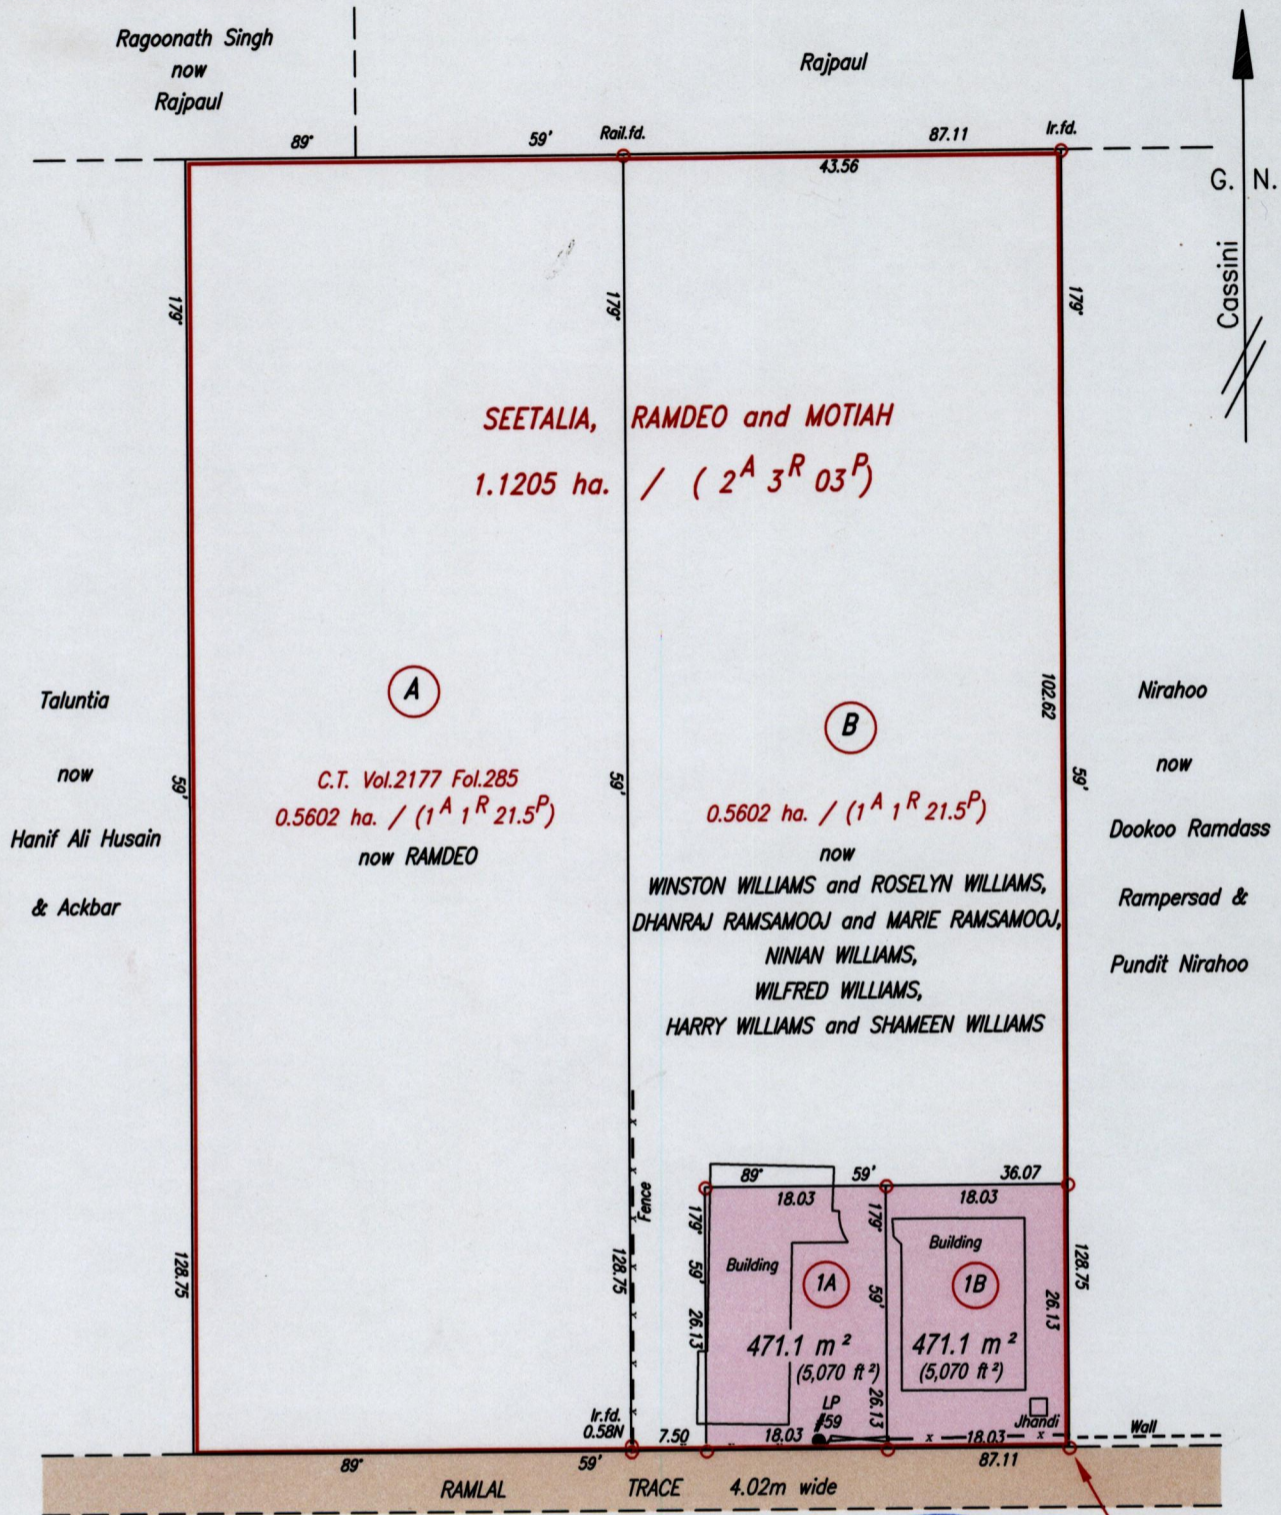 Ragoonath Singh
now
Rajpaul
Rajpaul
89° 59' Rail.fd. 87.11 Ir.fd.
43.56
G. N.
Cassini
179°
179°
179°
SEETALIA, RAMDEO and MOTIAH
1.1205 ha. / ( 2A 3R 03P)
Taluntia
now
Hanif Ali Husain
& Ackbar
59'
A
C.T. Vol.2177 Fol.285
0.5602 ha. / (1A 1R 21.5P)
now RAMDEO
59'
B
0.5602 ha. / (1A 1R 21.5P)
now
WINSTON WILLIAMS and ROSELYN WILLIAMS,
DHANRAJ RAMSAMOOJ and MARIE RAMSAMOOJ,
NINIAN WILLIAMS,
WILFRED WILLIAMS,
HARRY WILLIAMS and SHAMEEN WILLIAMS
102.62
59'
Nirahoo
now
Dookoo Ramdass
Rampersad &
Pundit Nirahoo
128.75
Fence
128.75
89° 59' 36.07
18.03 18.03
179°
59'
26.13
Building
1A
471.1 m²
(5,070 ft²)
179°
59'
26.13
Building
1B
471.1 m²
(5,070 ft²)
26.13
128.75
LP
#59
Jhandi
Wall
Ir.fd.
0.58N
7.50 18.03 x 18.03 x
89° 59' 87.11
RAMLAL TRACE 4.02m wide